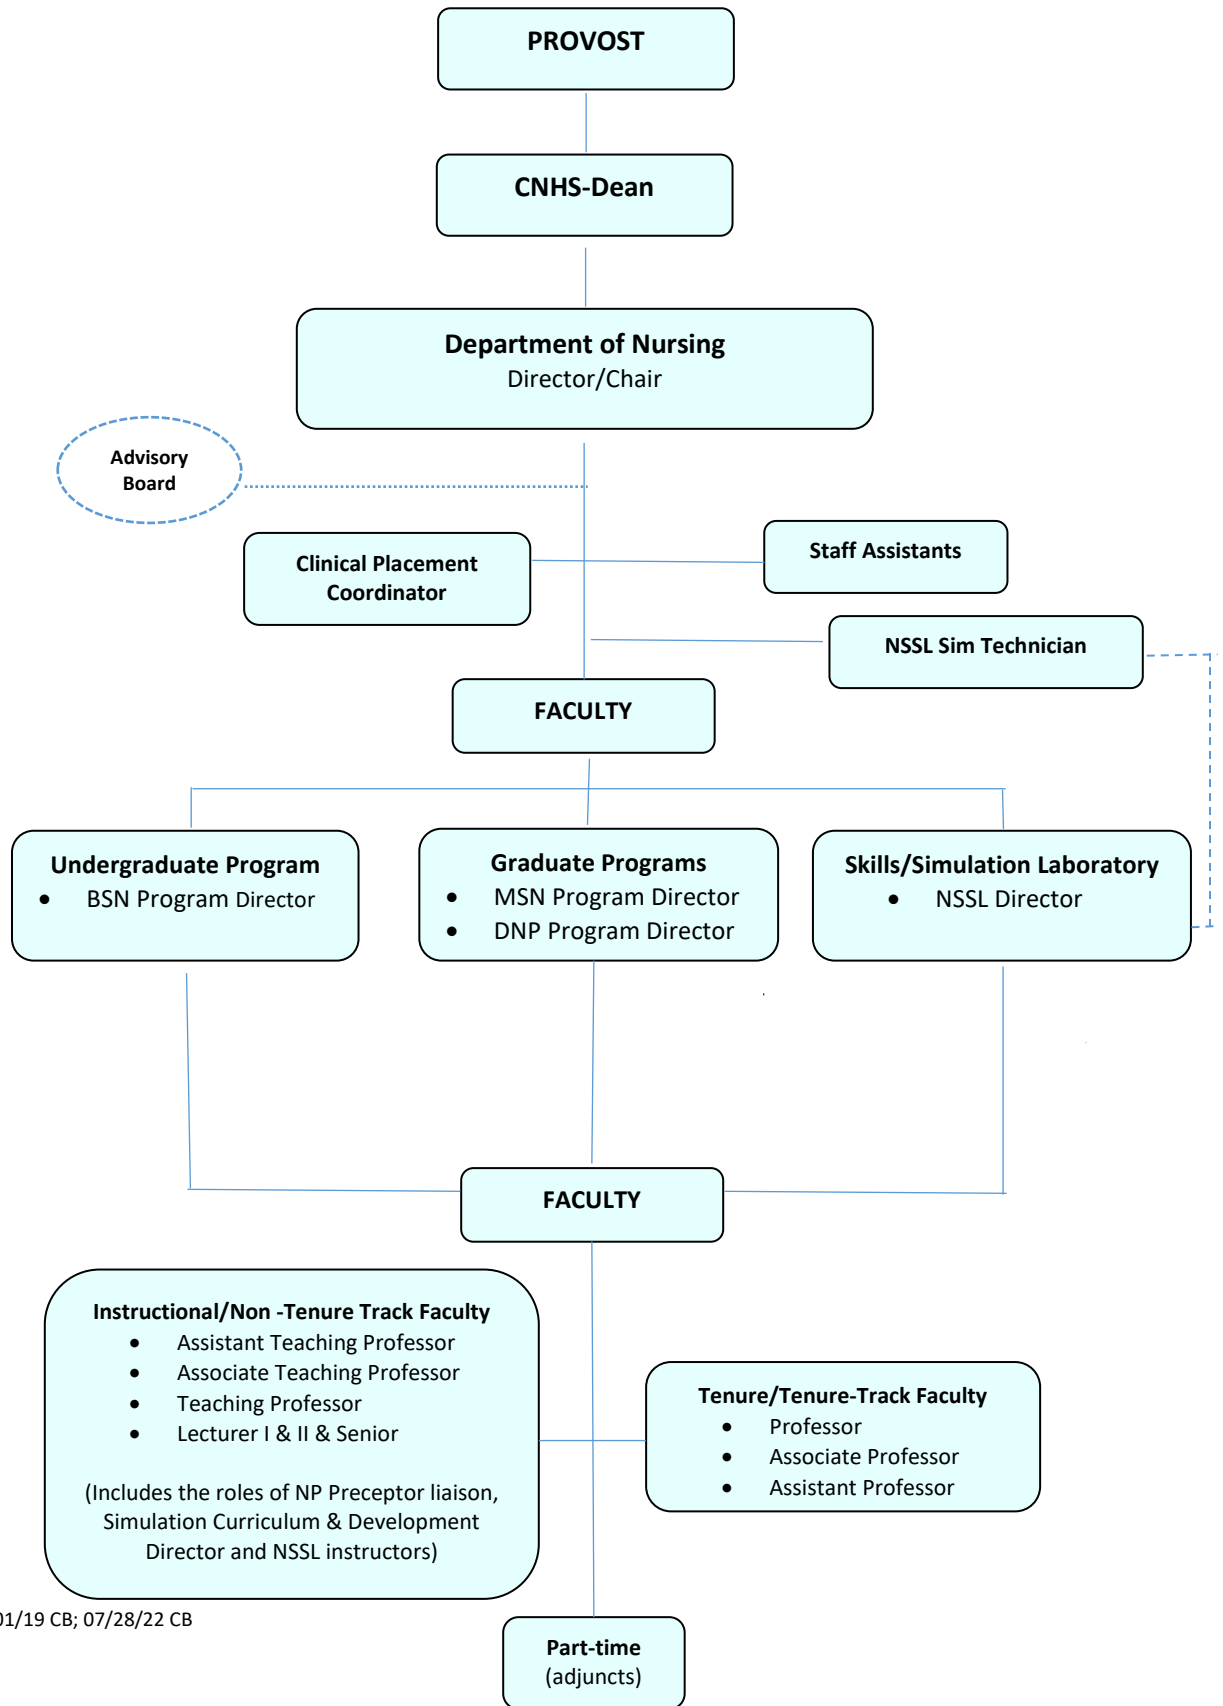 PROVOST
CNHS-Dean
Department of Nursing
Director/Chair
Advisory
Board
Clinical Placement
Coordinator
Staff Assistants
NSSL Sim Technician
FACULTY
Undergraduate Program
• BSN Program Director
Graduate Programs
• MSN Program Director
• DNP Program Director
Skills/Simulation Laboratory
• NSSL Director
FACULTY
Instructional/Non -Tenure Track Faculty
• Assistant Teaching Professor
• Associate Teaching Professor
• Teaching Professor
• Lecturer I & II & Senior
(Includes the roles of NP Preceptor liaison,
Simulation Curriculum & Development
Director and NSSL instructors)
Tenure/Tenure-Track Faculty
• Professor
• Associate Professor
• Assistant Professor
01/19 CB; 07/28/22 CB
Part-time
(adjuncts)